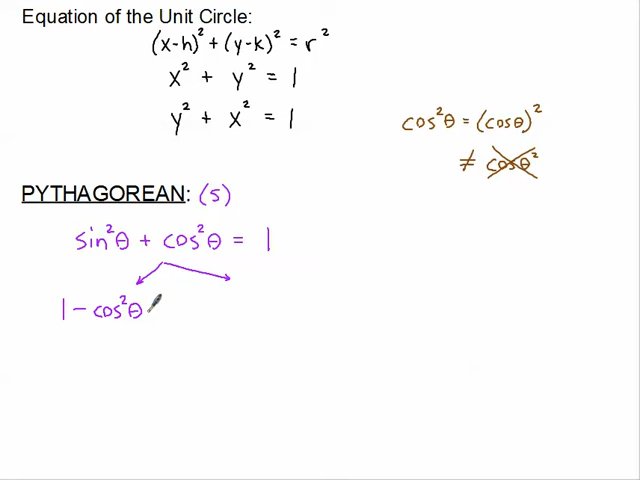 Equation of the Unit Circle:
(x-h)² + (y-k)² = r²
x² + y² = 1
y² + x² = 1
cos²θ = (cosθ)²
≠ cosθ²
PYTHAGOREAN: (5)
sin²θ + cos²θ = 1
1 - cos²θ